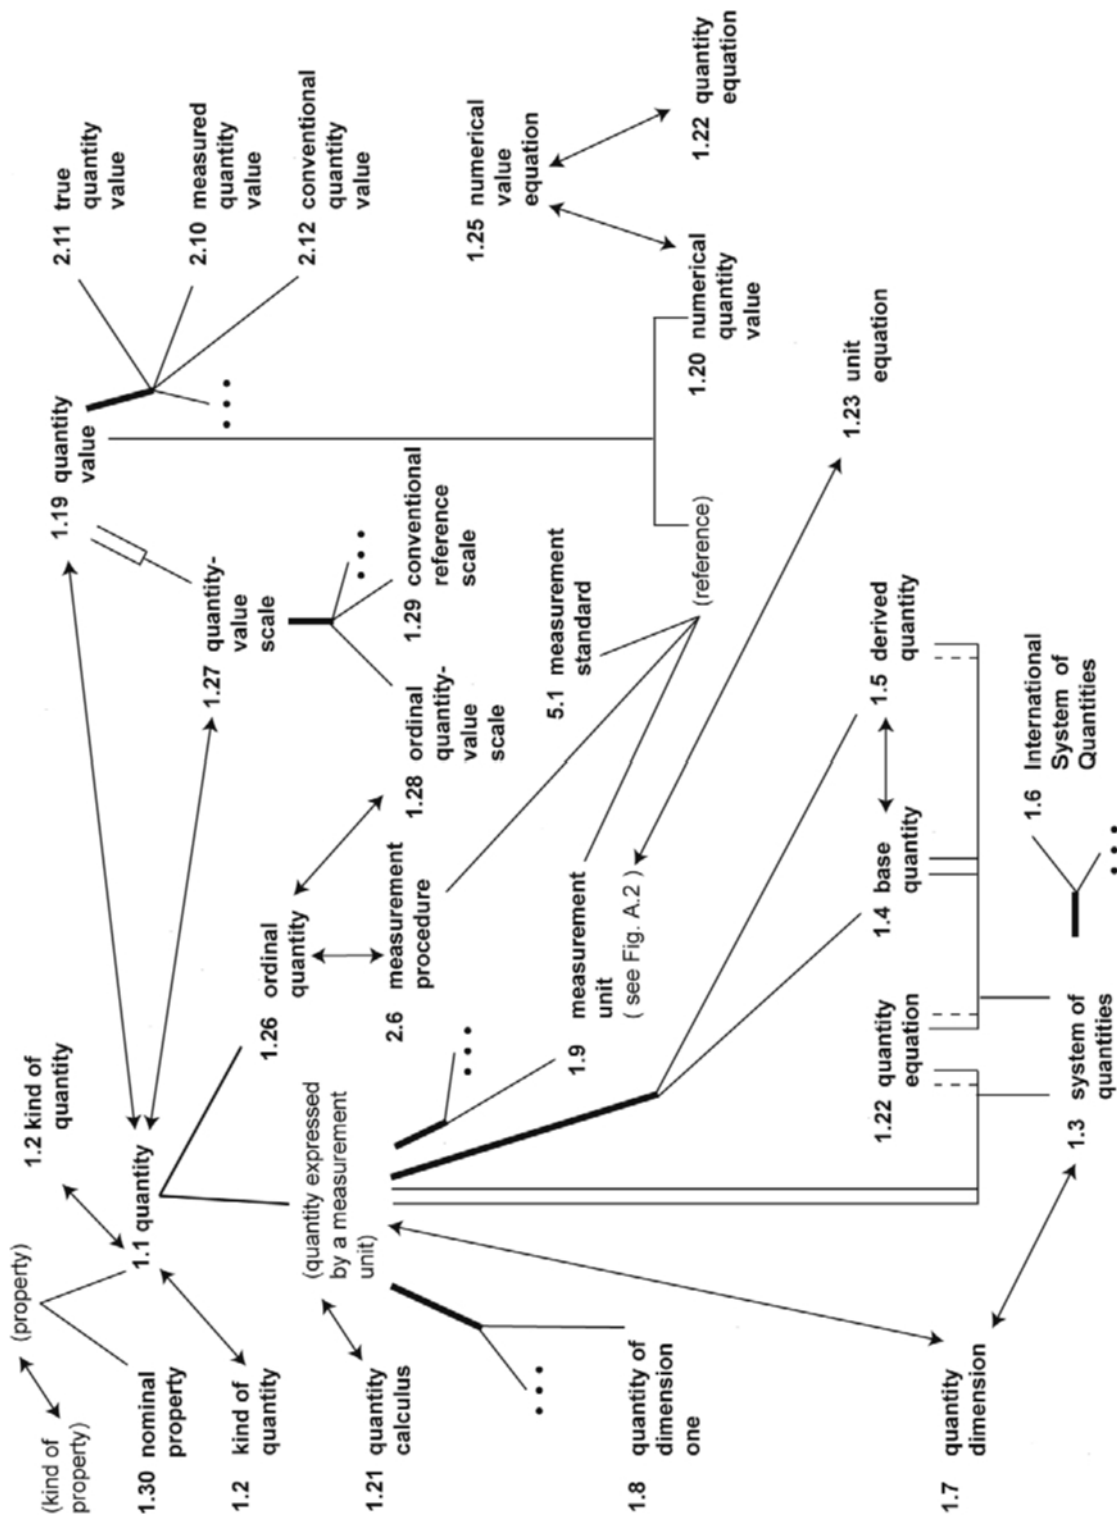 (kind of
property)
(property)
1.30 nominal
property
1.1 quantity
1.2 kind of
quantity
1.2 kind of
quantity
1.19 quantity
value
2.11 true
quantity
value
2.10 measured
quantity
value
2.12 conventional
quantity
value
• • •
1.27 quantity-
value
scale
• • •
1.26 ordinal
quantity
1.28 ordinal quantity-
value
scale
1.29 conventional
reference
scale
(quantity expressed
by a measurement
unit)
1.21 quantity
calculus
2.6 measurement
procedure
5.1 measurement
standard
1.25 numerical
value
equation
• • •
• • •
1.9 measurement
unit
( see Fig. A.2 )
(reference)
1.20 numerical
quantity
value
1.22 quantity
equation
1.8 quantity of
dimension
one
1.23 unit
equation
1.22 quantity
equation
1.4 base
quantity
1.5 derived
quantity
1.7 quantity
dimension
1.3 system of
quantities
1.6 International
System of
Quantities
• • •